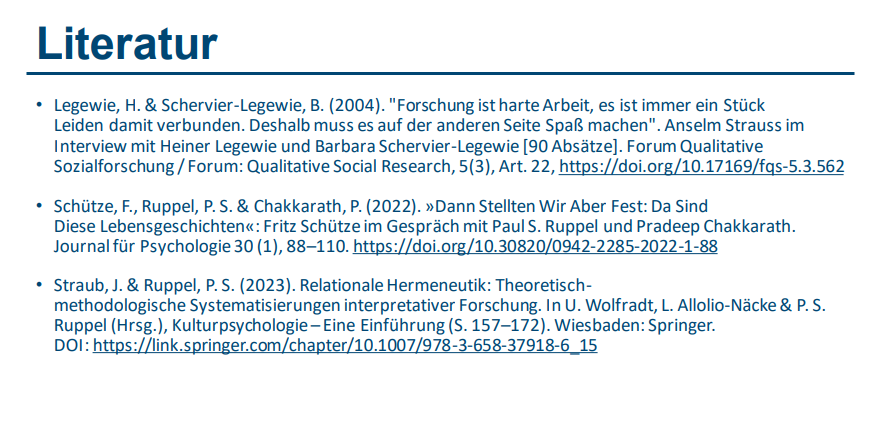 Literatur
• Legewie, H. & Schervier-Legewie, B. (2004). "Forschung ist harte Arbeit, es ist immer ein Stück
Leiden damit verbunden. Deshalb muss es auf der anderen Seite Spaß machen". Anselm Strauss im
Interview mit Heiner Legewie und Barbara Schervier-Legewie [90 Absätze]. Forum Qualitative
Sozialforschung / Forum: Qualitative Social Research, 5(3), Art. 22, https://doi.org/10.17169/fqs-5.3.562
• Schütze, F., Ruppel, P. S. & Chakkarath, P. (2022). »Dann Stellten Wir Aber Fest: Da Sind
Diese Lebensgeschichten«: Fritz Schütze im Gespräch mit Paul S. Ruppel und Pradeep Chakkarath.
Journal für Psychologie 30 (1), 88–110. https://doi.org/10.30820/0942-2285-2022-1-88
• Straub, J. & Ruppel, P. S. (2023). Relationale Hermeneutik: Theoretisch-
methodologische Systematisierungen interpretativer Forschung. In U. Wolfradt, L. Allolio-Näcke & P. S.
Ruppel (Hrsg.), Kulturpsychologie – Eine Einführung (S. 157–172). Wiesbaden: Springer.
DOI: https://link.springer.com/chapter/10.1007/978-3-658-37918-6_15